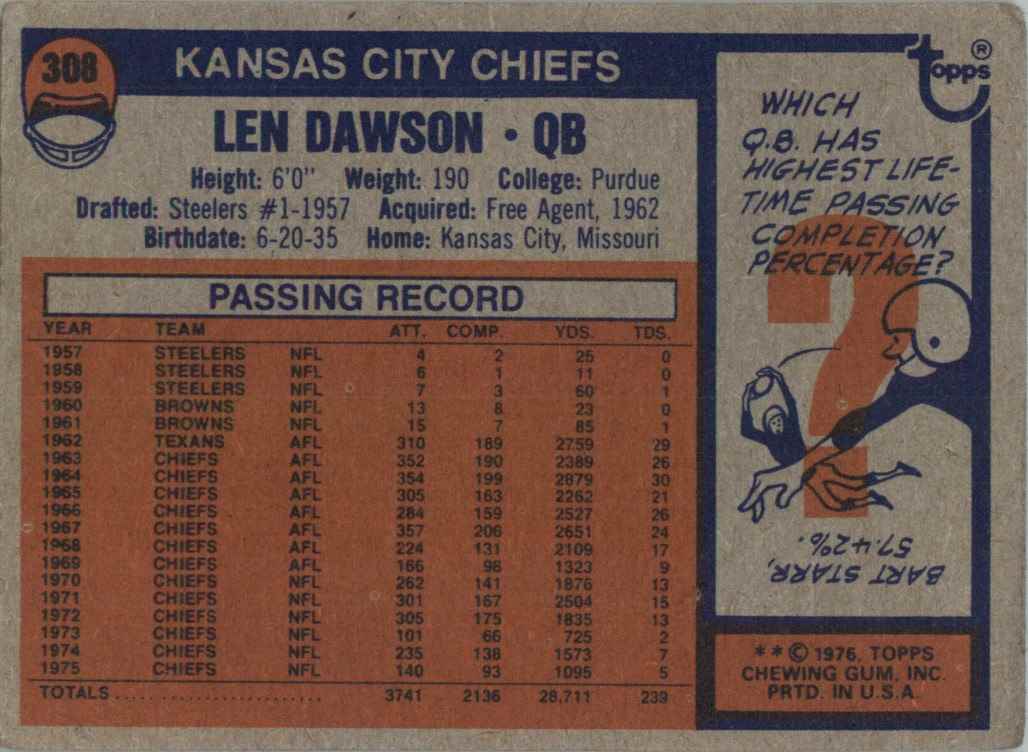 308
KANSAS CITY CHIEFS
LEN DAWSON • QB
Height: 6'0" Weight: 190 College: Purdue
Drafted: Steelers #1-1957 Acquired: Free Agent, 1962
Birthdate: 6-20-35 Home: Kansas City, Missouri
PASSING RECORD
YEAR TEAM ATT. COMP. YDS. TDS.
1957 STEELERS NFL 4 2 25 0
1958 STEELERS NFL 6 1 11 0
1959 STEELERS NFL 7 3 60 1
1960 BROWNS NFL 13 8 23 0
1961 BROWNS NFL 15 7 85 1
1962 TEXANS AFL 310 189 2759 29
1963 CHIEFS AFL 352 190 2389 26
1964 CHIEFS AFL 354 199 2879 30
1965 CHIEFS AFL 305 163 2262 21
1966 CHIEFS AFL 284 159 2527 26
1967 CHIEFS AFL 357 206 2651 24
1968 CHIEFS AFL 224 131 2109 17
1969 CHIEFS AFL 166 98 1323 9
1970 CHIEFS NFL 262 141 1876 13
1971 CHIEFS NFL 301 167 2504 15
1972 CHIEFS NFL 305 175 1835 13
1973 CHIEFS NFL 101 66 725 2
1974 CHIEFS NFL 235 138 1573 7
1975 CHIEFS NFL 140 93 1095 5
TOTALS........................ 3741 2136 28,711 239
topps®
WHICH
Q.B. HAS
HIGHEST LIFE-
TIME PASSING
COMPLETION
PERCENTAGE?
?
BART STARR,
57.42%.
**© 1976, TOPPS
CHEWING GUM, INC.
PRTD. IN U.S.A.